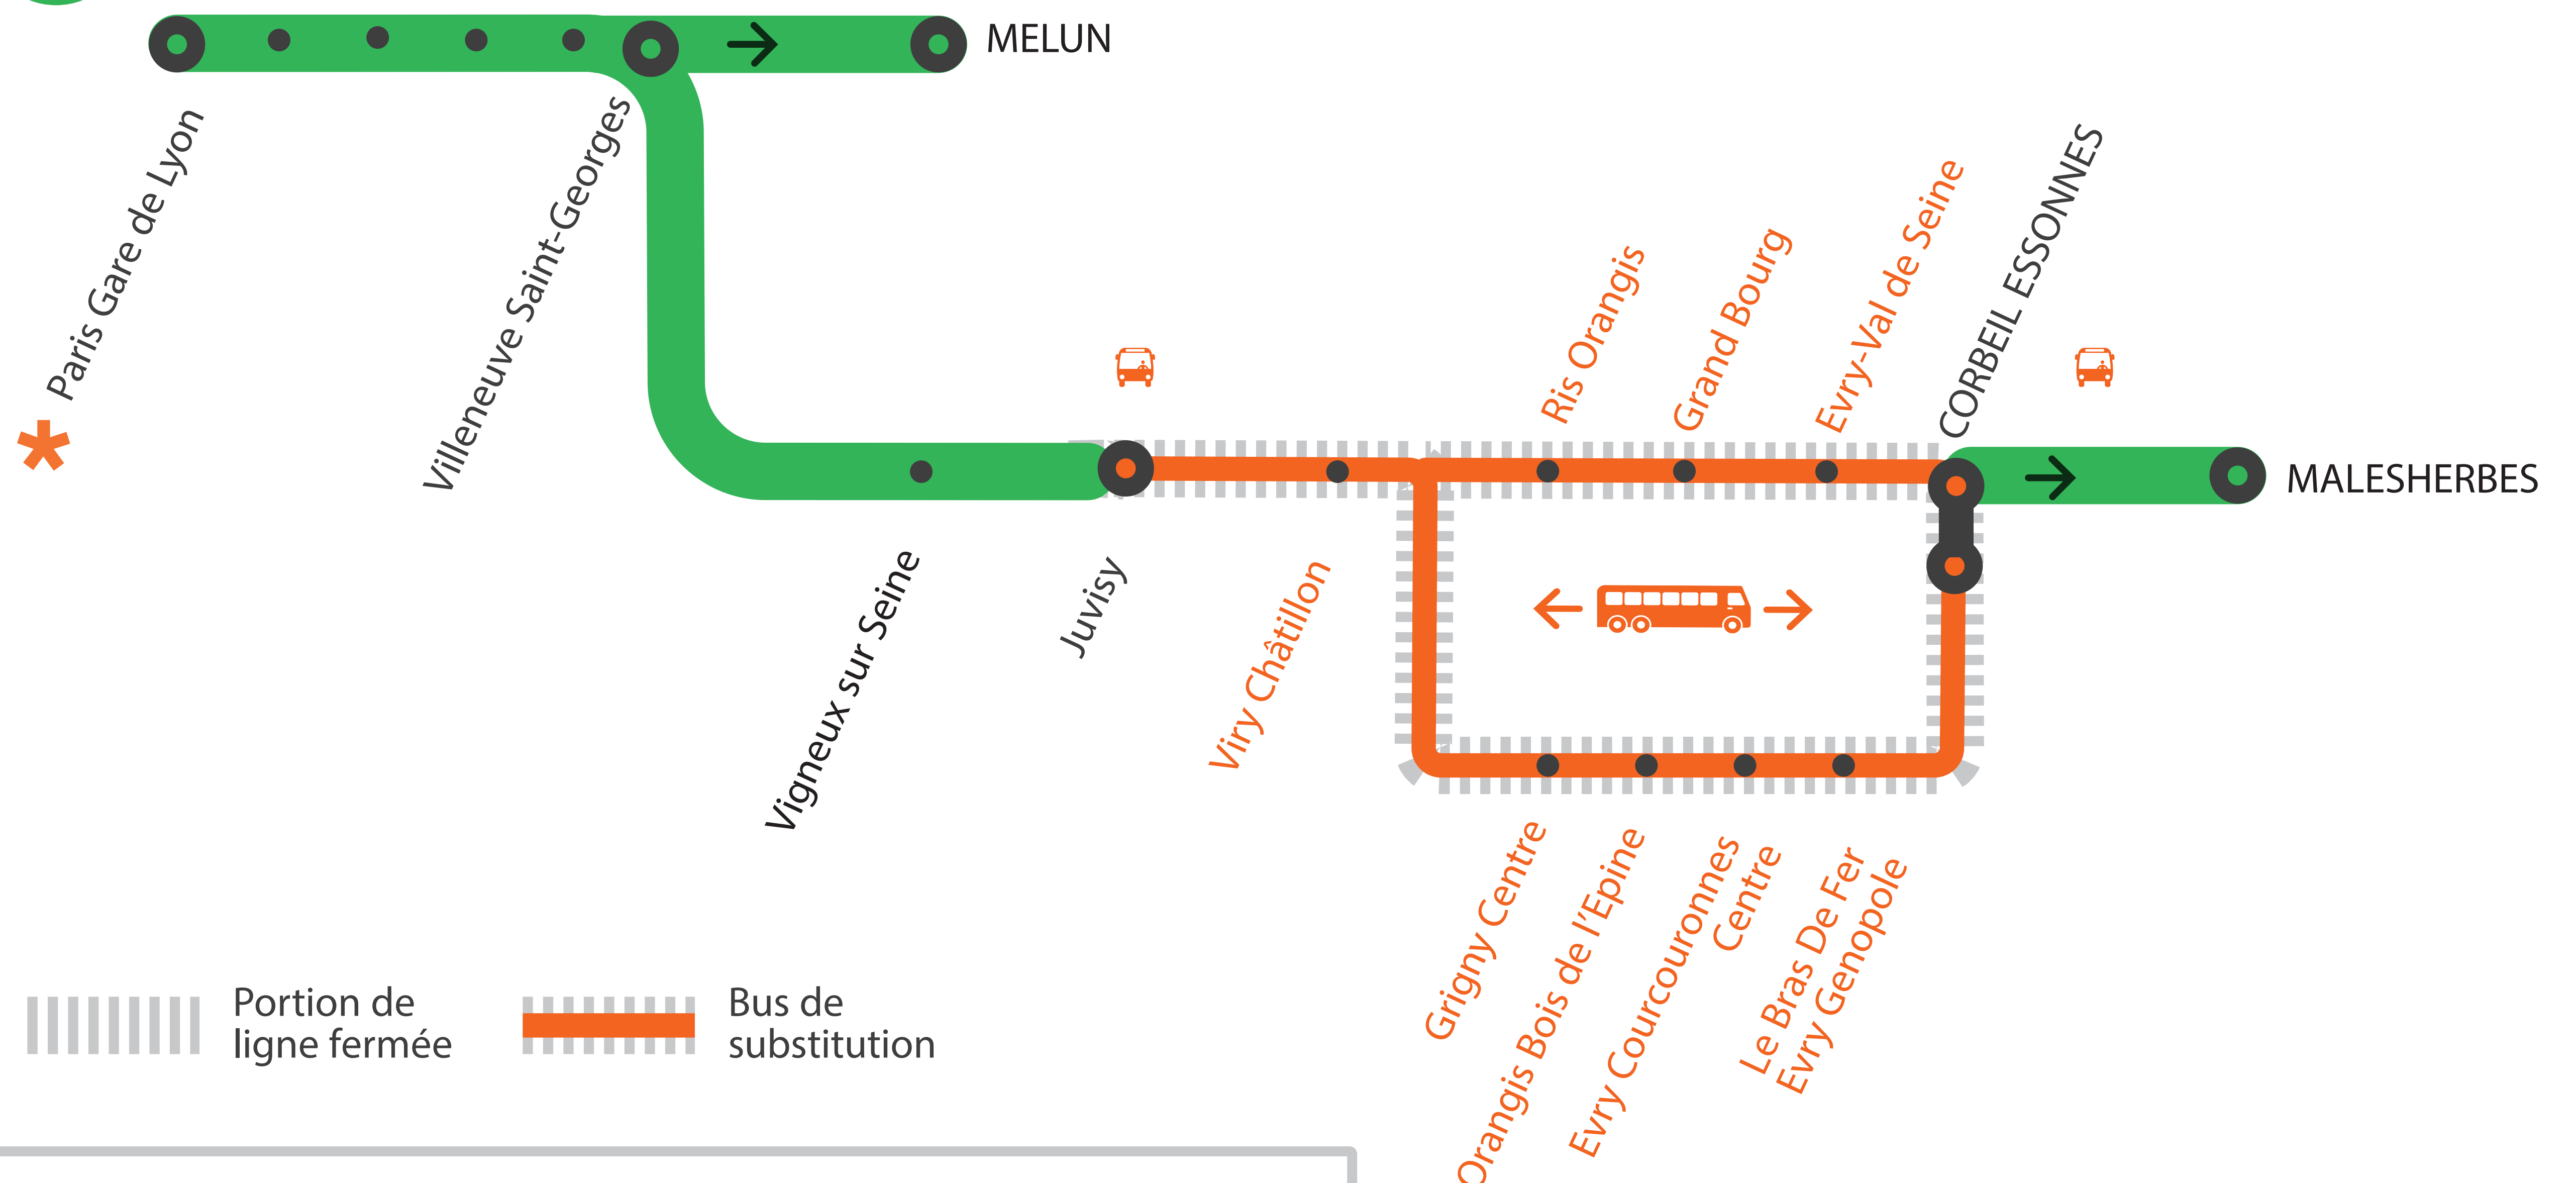 MELUN
Paris Gare de Lyon
*
Villeneuve Saint-Georges
Vigneux sur Seine
Juvisy
Viry Châtillon
Ris Orangis
Grand Bourg
Evry-Val de Seine
CORBEIL ESSONNES
MALESHERBES
Grigny Centre
Orangis Bois de l'Epine
Evry Courcouronnes
Centre
Le Bras De Fer
Evry Genopole
Portion de
ligne fermée
Bus de
substitution